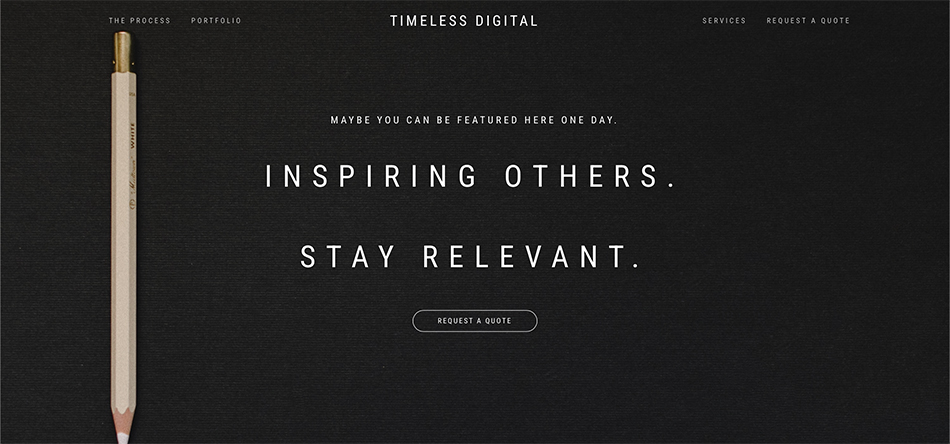 THE PROCESS PORTFOLIO TIMELESS DIGITAL SERVICES REQUEST A QUOTE
MAYBE YOU CAN BE FEATURED HERE ONE DAY.
INSPIRING OTHERS.
STAY RELEVANT.
REQUEST A QUOTE
WHITE